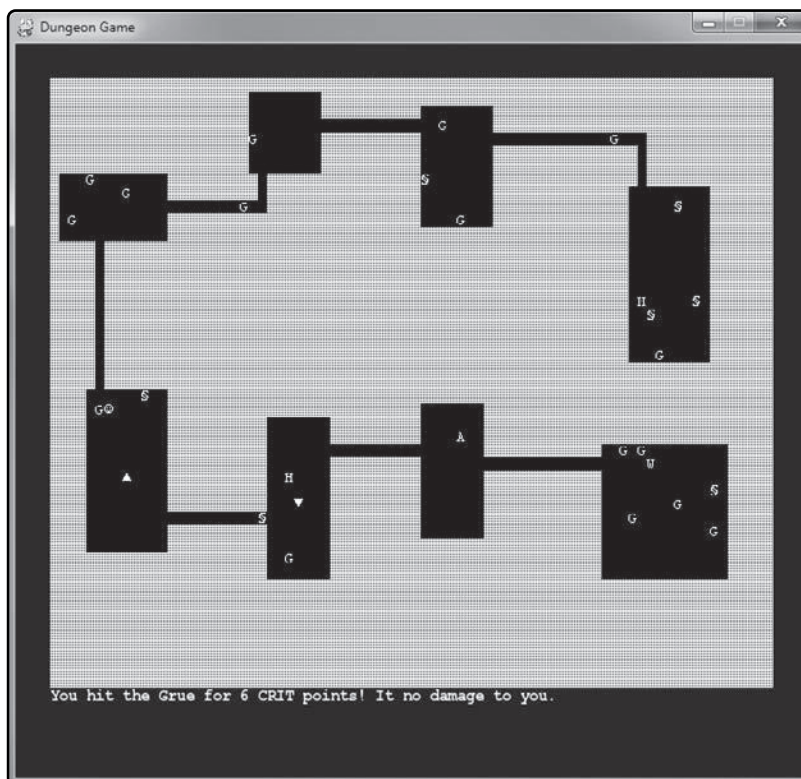 Dungeon Game
G
G
G
G
§
G
G
G
G
G
§
G
H
§
§
G
§
G☺
A
▲
H
▼
§
G
G G
W
§
G
G
G
You hit the Grue for 6 CRIT points! It no damage to you.